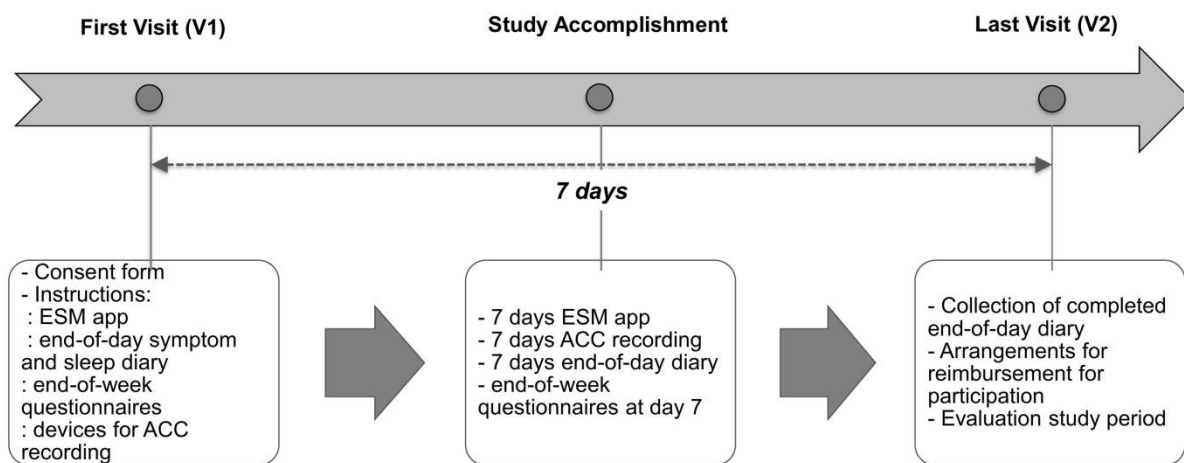 First Visit (V1)
Study Accomplishment
Last Visit (V2)
7 days
- Consent form
- Instructions:
: ESM app
: end-of-day symptom
and sleep diary
: end-of-week
questionnaires
: devices for ACC
recording
- 7 days ESM app
- 7 days ACC recording
- 7 days end-of-day diary
- end-of-week
questionnaires at day 7
- Collection of completed
end-of-day diary
- Arrangements for
reimbursement for
participation
- Evaluation study period